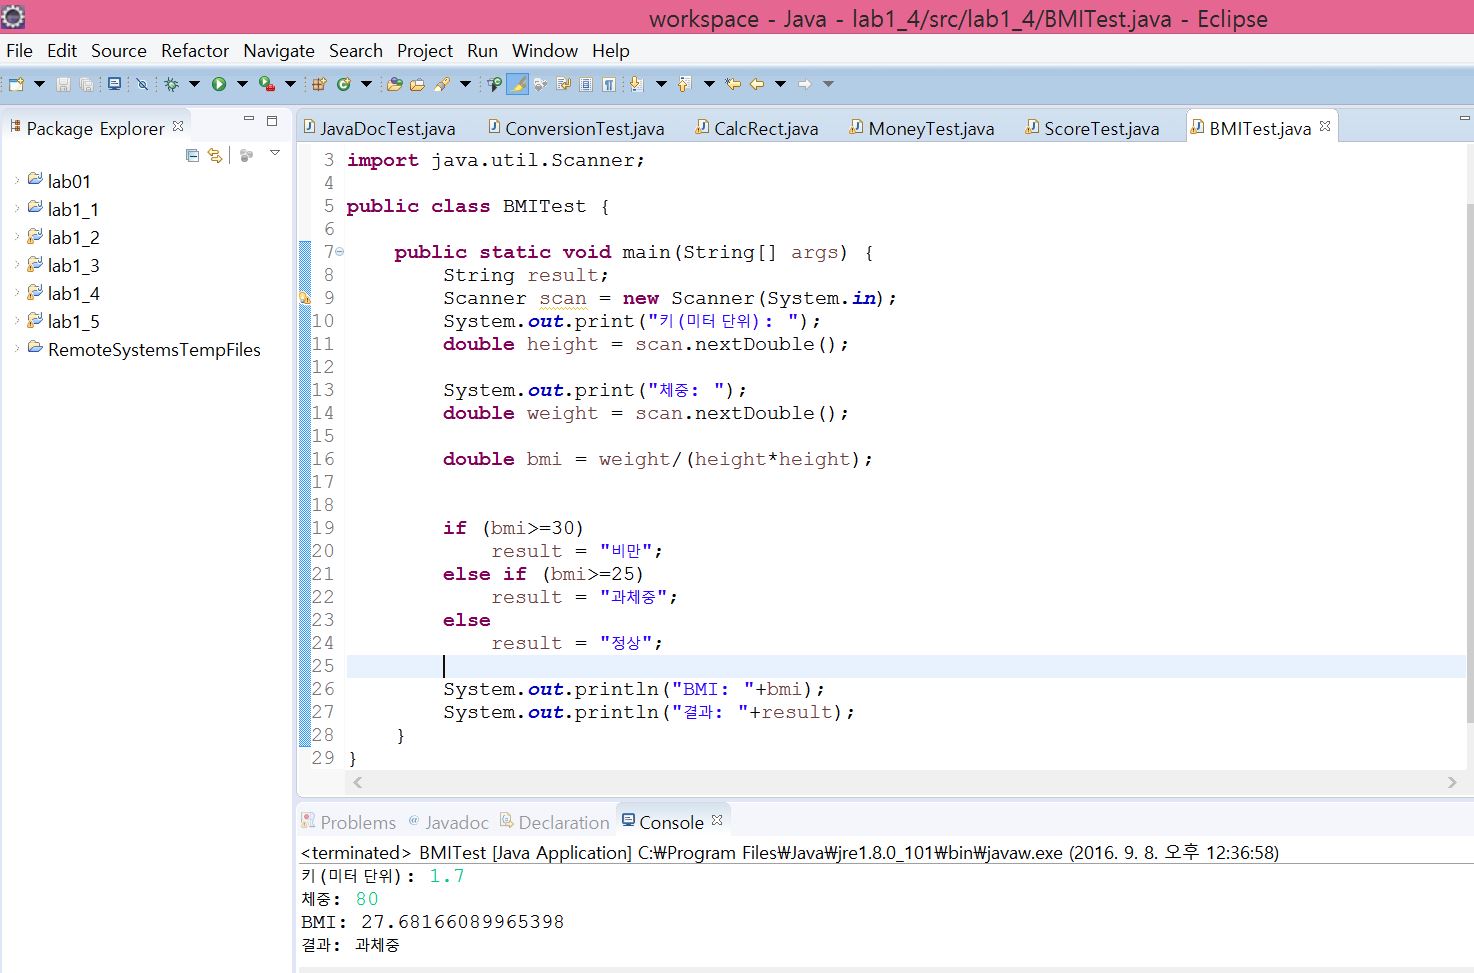 workspace - Java - lab1_4/src/lab1_4/BMITest.java - Eclipse
File Edit Source Refactor Navigate Search Project Run Window Help
Package Explorer
lab01
lab1_1
lab1_2
lab1_3
lab1_4
lab1_5
RemoteSystemsTempFiles
JavaDocTest.java ConversionTest.java CalcRect.java MoneyTest.java ScoreTest.java BMITest.java
3 import java.util.Scanner;
4
5 public class BMITest {
6
7 public static void main(String[] args) {
8 String result;
9 Scanner scan = new Scanner(System.in);
10 System.out.print("키(미터 단위): ");
11 double height = scan.nextDouble();
12
13 System.out.print("체중: ");
14 double weight = scan.nextDouble();
15
16 double bmi = weight/(height*height);
17
18
19 if (bmi>=30)
20 result = "비만";
21 else if (bmi>=25)
22 result = "과체중";
23 else
24 result = "정상";
25
26 System.out.println("BMI: "+bmi);
27 System.out.println("결과: "+result);
28 }
29 }
Problems @ Javadoc Declaration Console
<terminated> BMITest [Java Application] C:₩Program Files₩Java₩jre1.8.0_101₩bin₩javaw.exe (2016. 9. 8. 오후 12:36:58)
키(미터 단위): 1.7
체중: 80
BMI: 27.68166089965398
결과: 과체중